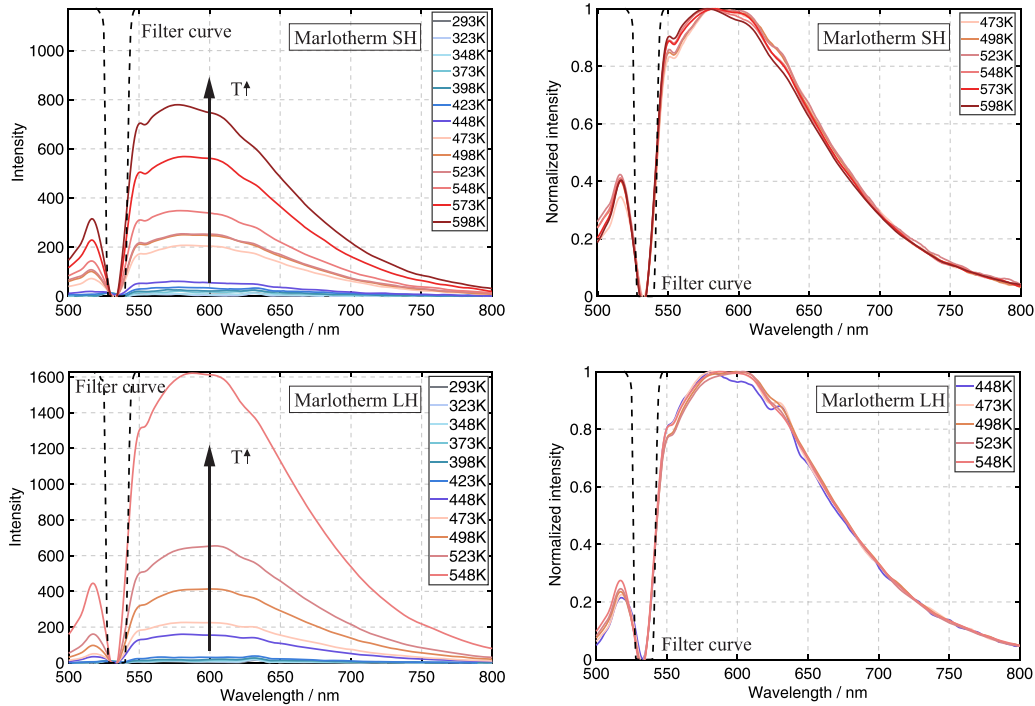 Filter curve
Marlotherm SH
T
Intensity
1000
800
600
400
200
0
500 550 600 650 700 750 800
Wavelength / nm
293K
323K
348K
373K
398K
423K
448K
473K
498K
523K
548K
573K
598K
Marlotherm SH
Filter curve
Normalized intensity
1
0.8
0.6
0.4
0.2
0
500 550 600 650 700 750 800
Wavelength / nm
473K
498K
523K
548K
573K
598K
Filter curve
Marlotherm LH
T
Intensity
1600
1400
1200
1000
800
600
400
200
0
500 550 600 650 700 750 800
Wavelength / nm
293K
323K
348K
373K
398K
423K
448K
473K
498K
523K
548K
Marlotherm LH
Filter curve
Normalized intensity
1
0.8
0.6
0.4
0.2
0
500 550 600 650 700 750 800
Wavelength / nm
448K
473K
498K
523K
548K